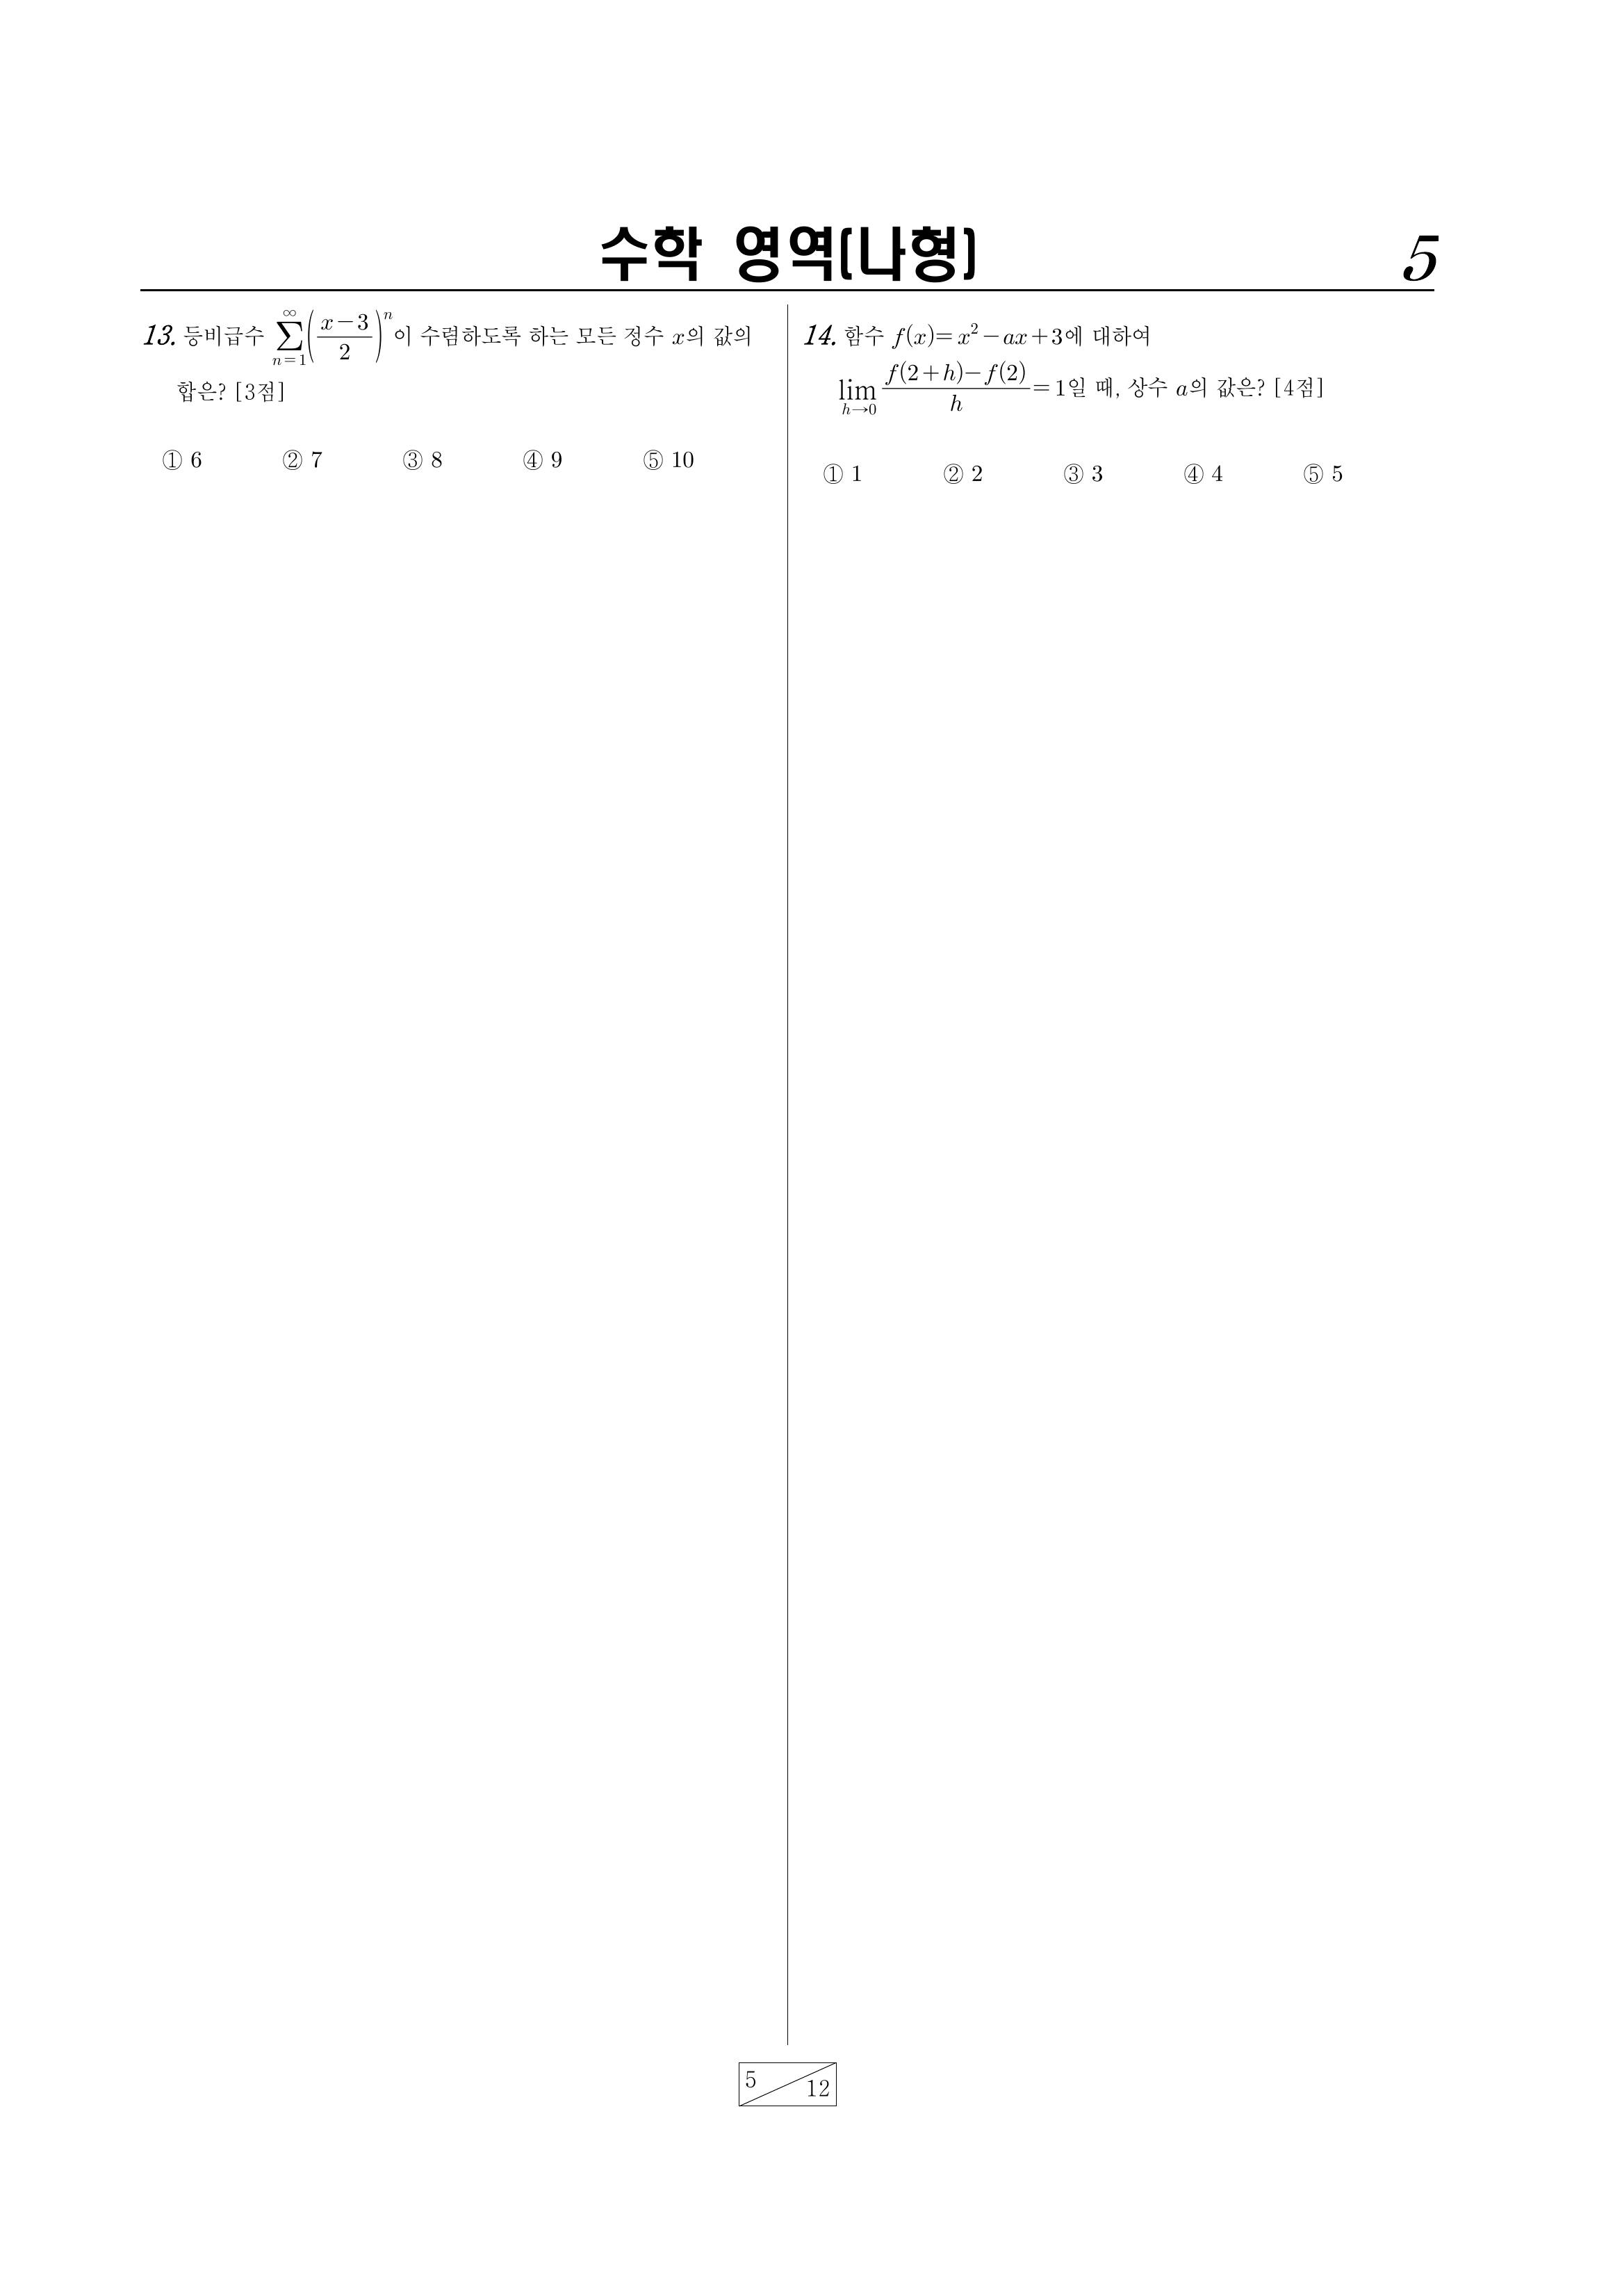 수학 영역(나형)
5
13. 등비급수 $\sum_{n=1}^{\infty}\left(\frac{x-3}{2}\right)^n$이 수렴하도록 하는 모든 정수 $x$의 값의
합은? [3점]
① 6 ② 7 ③ 8 ④ 9 ⑤ 10
14. 함수 $f(x)=x^2-ax+3$에 대하여
$\lim_{h\to 0}\frac{f(2+h)-f(2)}{h}=1$일 때, 상수 $a$의 값은? [4점]
① 1 ② 2 ③ 3 ④ 4 ⑤ 5
5
12